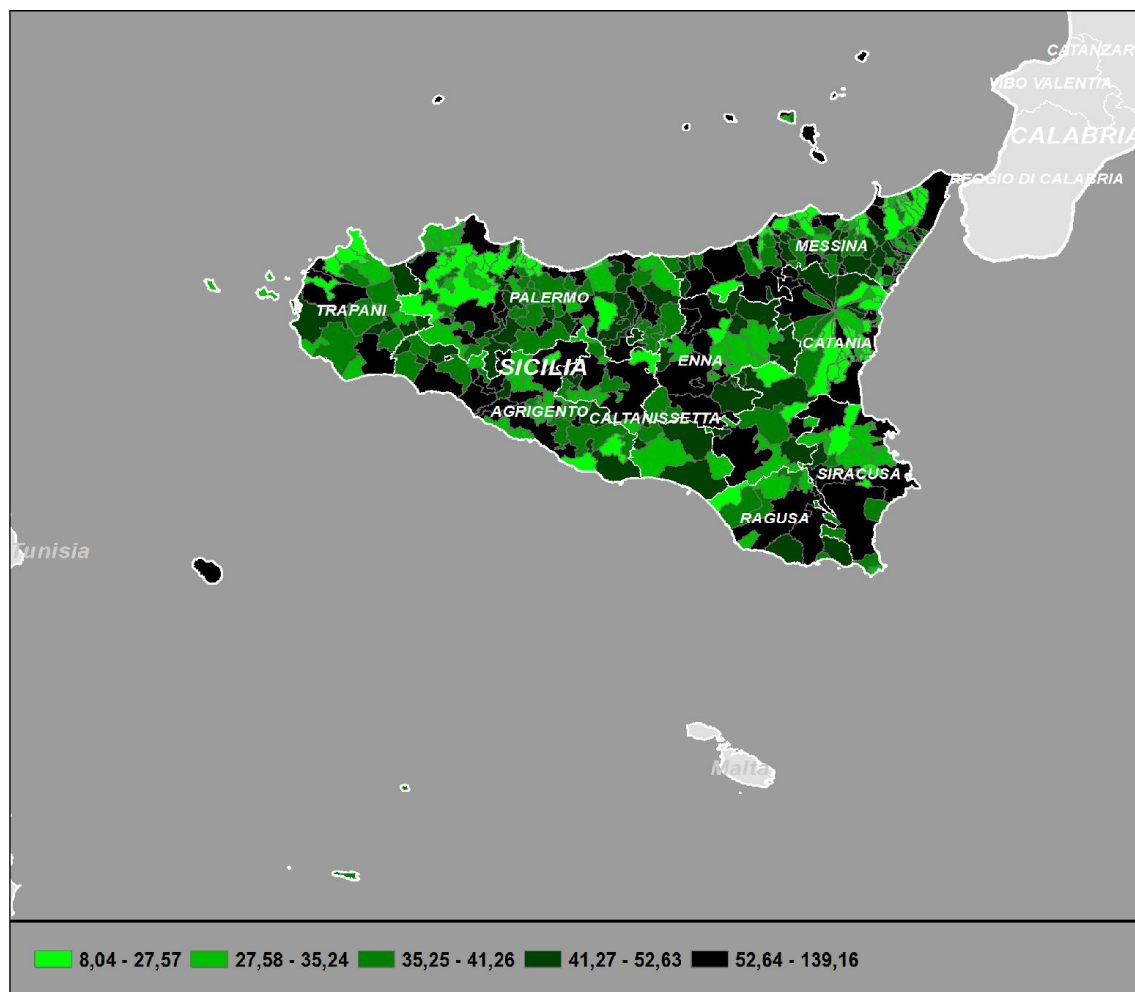 CATANZAR
VIBO VALENTIA
CALABRIA
REGGIO DI CALABRIA
MESSINA
PALERMO
TRAPANI
CATANIA
ENNA
SICILIA
AGRIGENTO
CALTANISSETTA
SIRACUSA
RAGUSA
Tunisia
Malta
8,04 - 27,57 27,58 - 35,24 35,25 - 41,26 41,27 - 52,63 52,64 - 139,16